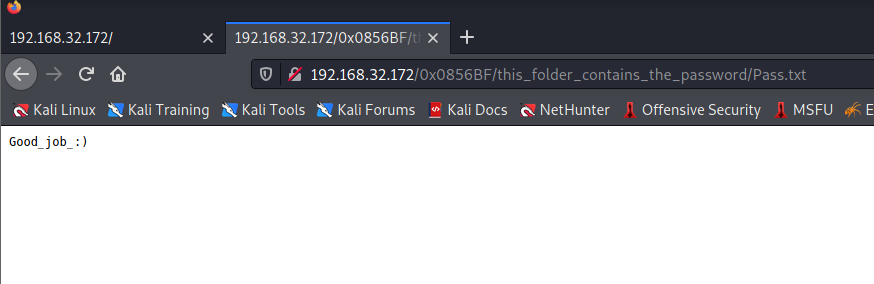 192.168.32.172/
192.168.32.172/0x0856BF/t
192.168.32.172/0x0856BF/this_folder_contains_the_password/Pass.txt
Kali Linux Kali Training Kali Tools Kali Forums Kali Docs NetHunter Offensive Security MSFU E
Good_job_:)